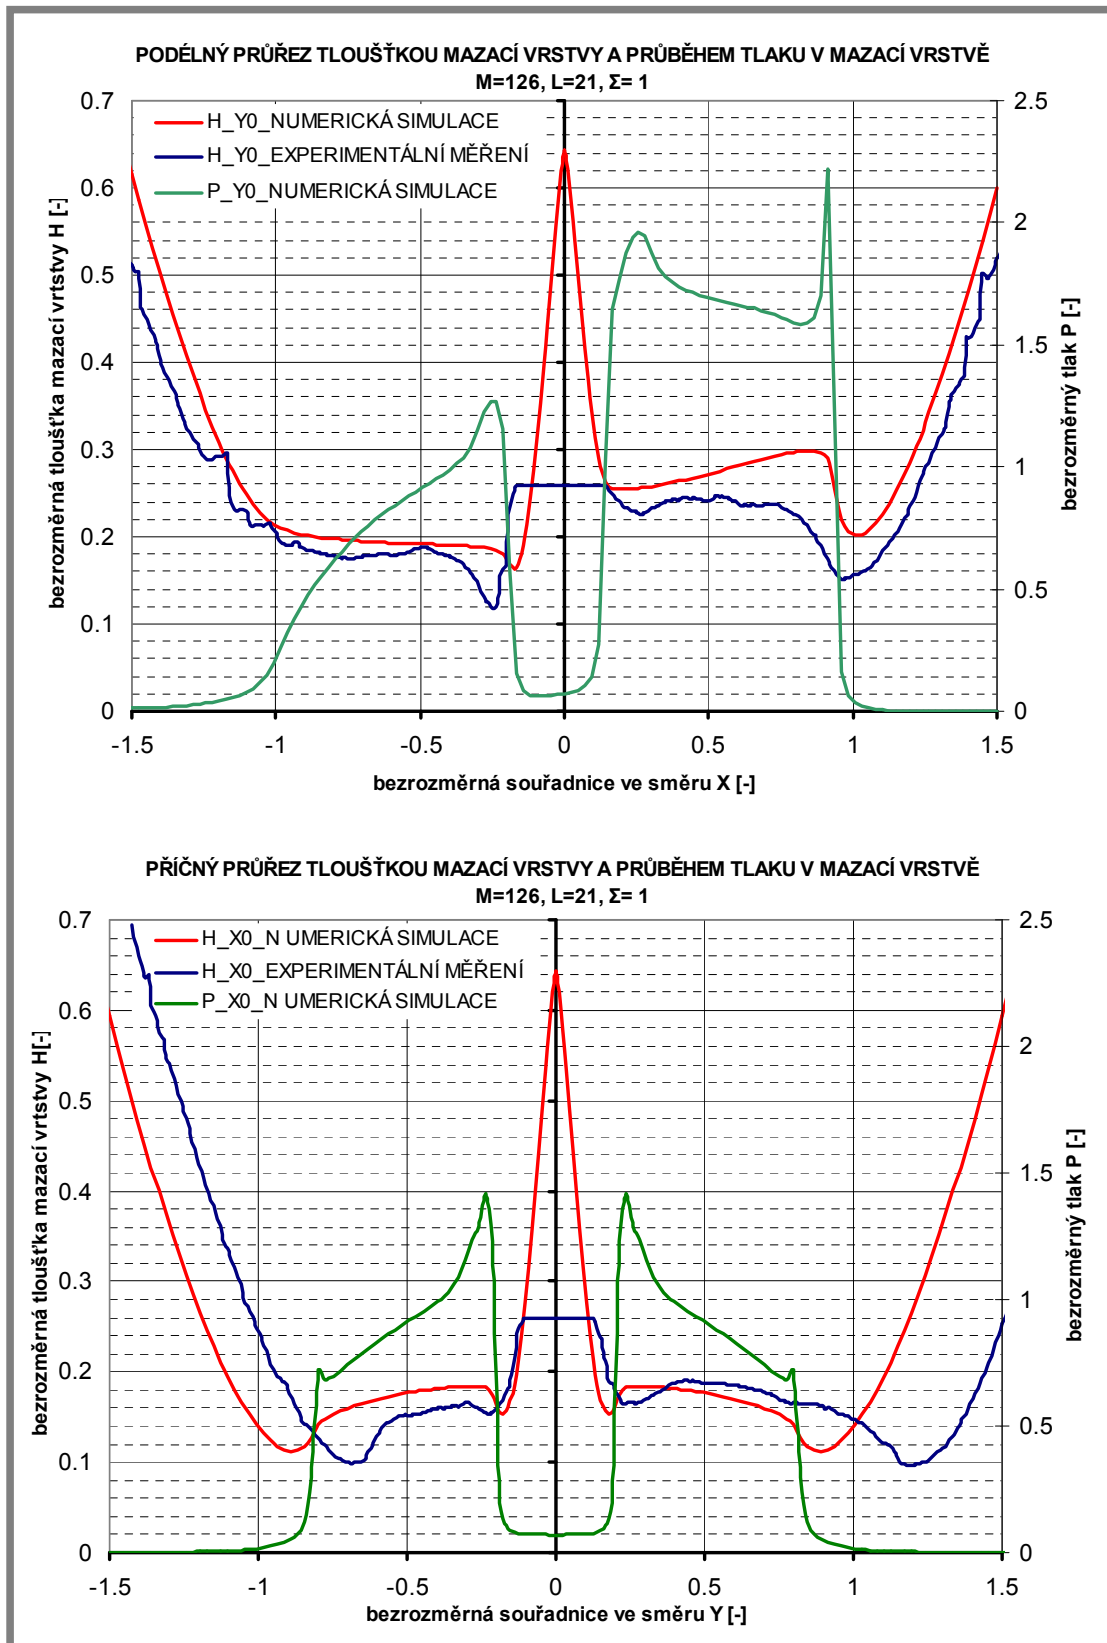 PODÉLNÝ PRŮŘEZ TLOUŠŤKOU MAZACÍ VRSTVY A PRŮBĚHEM TLAKU V MAZACÍ VRSTVĚ
M=126, L=21, Σ= 1
H_Y0_NUMERICKÁ SIMULACE
H_Y0_EXPERIMENTÁLNÍ MĚŘENÍ
P_Y0_NUMERICKÁ SIMULACE
bezrozměrná tloušťka mazací vrtstvy H [-]
0.7
0.6
0.5
0.4
0.3
0.2
0.1
0
2.5
2
1.5
1
0.5
0
bezrozměrný tlak P [-]
-1.5 -1 -0.5 0 0.5 1 1.5
bezrozměrná souřadnice ve směru X [-]
PŘÍČNÝ PRŮŘEZ TLOUŠŤKOU MAZACÍ VRSTVY A PRŮBĚHEM TLAKU V MAZACÍ VRSTVĚ
M=126, L=21, Σ= 1
H_X0_N UMERICKÁ SIMULACE
H_X0_EXPERIMENTÁLNÍ MĚŘENÍ
P_X0_N UMERICKÁ SIMULACE
bezrozměrná tloušťka mazací vrtstvy H[-]
0.7
0.6
0.5
0.4
0.3
0.2
0.1
0
2.5
2
1.5
1
0.5
0
bezrozměrný tlak P [-]
-1.5 -1 -0.5 0 0.5 1 1.5
bezrozměrná souřadnice ve směru Y [-]